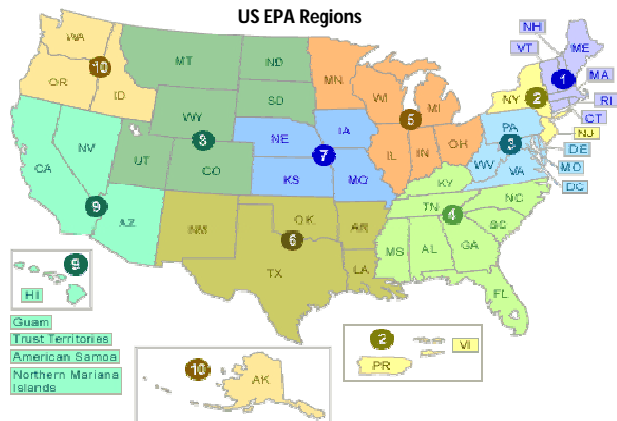 US EPA Regions
WA
NH
ME
VT
MT
ND
10
MN
OR
ID
1
MA
WI
SD
MI
NY
2
RI
WY
5
CT
IA
PA
NJ
NE
8
3
DE
NV
OH
7
IL
IN
MO
UT
CO
WV
VA
CA
KS
MO
KY
DC
NC
TN
9
4
AZ
OK
AR
SC
NM
6
MS
AL
GA
9
TX
LA
HI
FL
Guam
Trust Territories
2
VI
American Samoa
10
PR
Northern Mariana
Islands
AK